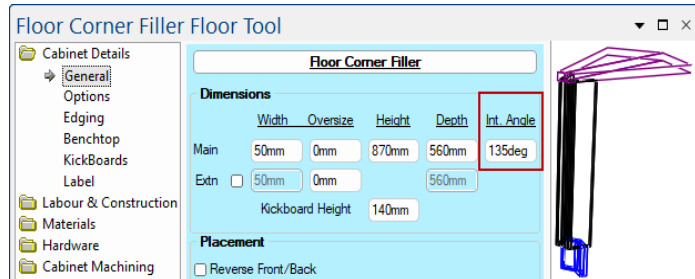 Floor Corner Filler Floor Tool
Cabinet Details
General
Options
Edging
Benchtop
KickBoards
Label
Labour & Construction
Materials
Hardware
Cabinet Machining
Floor Corner Filler
Dimensions
Width Oversize Height Depth Int. Angle
Main 50mm 0mm 870mm 560mm 135deg
Extn 50mm 0mm 560mm
Kickboard Height 140mm
Placement
Reverse Front/Back